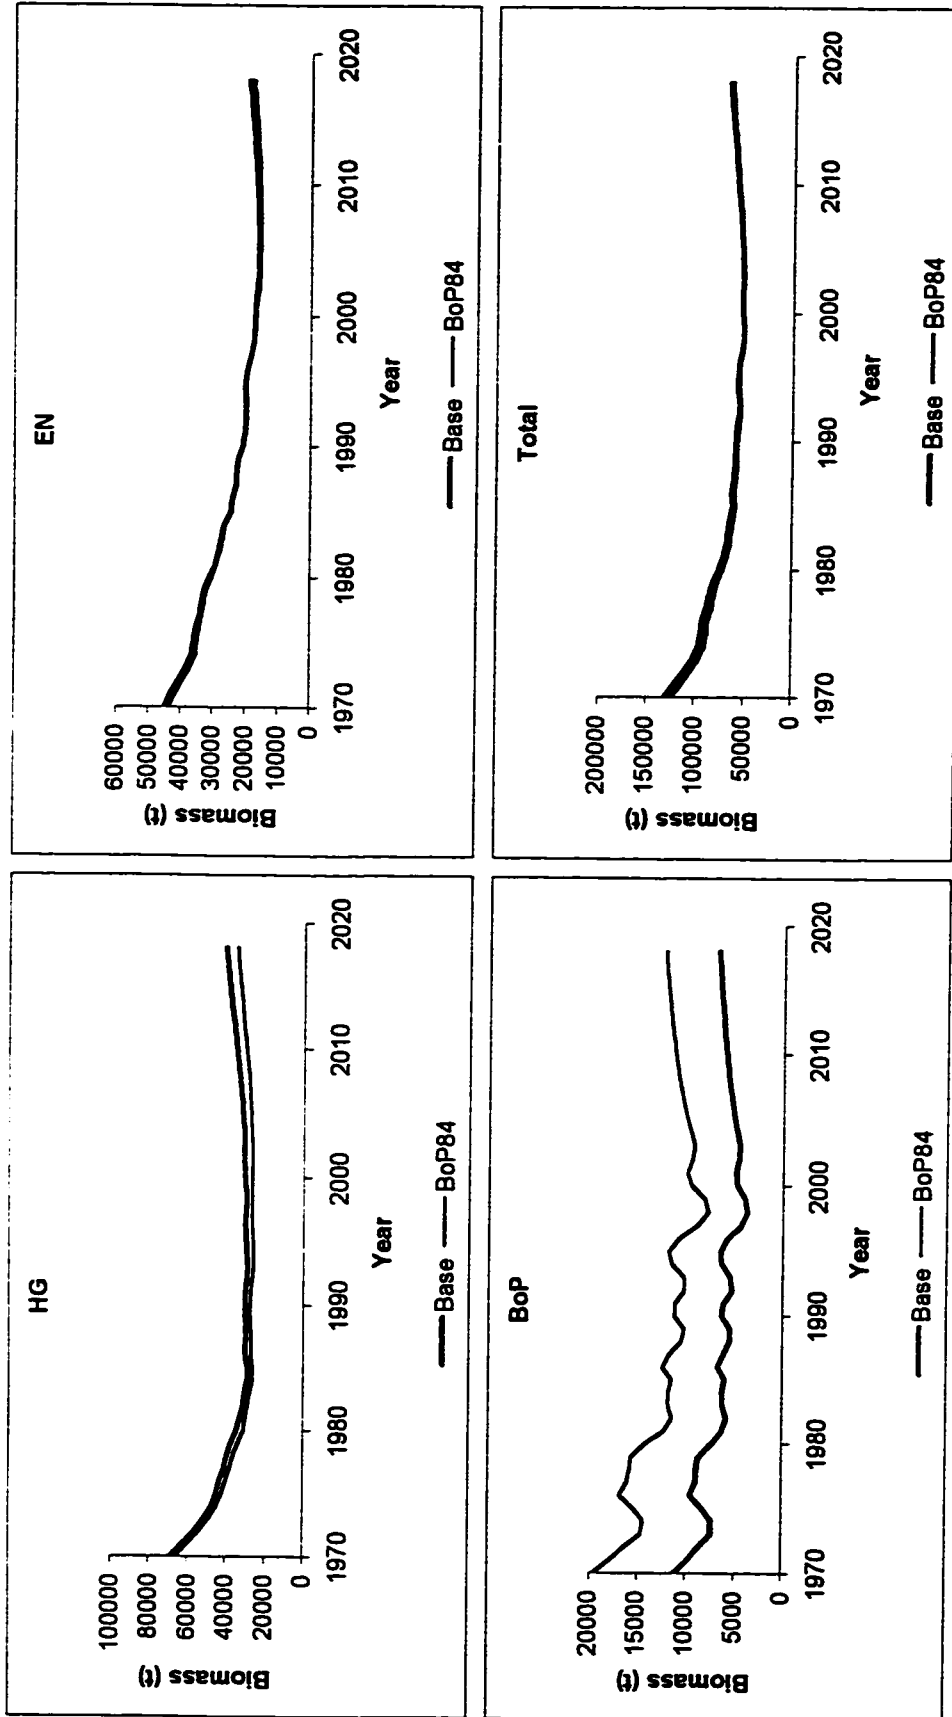 HG
Biomass (t)
100000
80000
60000
40000
20000
0
1970 1980 1990 2000 2010 2020
Year
Base BoP84
EN
Biomass (t)
60000
50000
40000
30000
20000
10000
0
1970 1980 1990 2000 2010 2020
Year
Base BoP84
BoP
Biomass (t)
20000
15000
10000
5000
0
1970 1980 1990 2000 2010 2020
Year
Base BoP84
Total
Biomass (t)
200000
150000
100000
50000
0
1970 1980 1990 2000 2010 2020
Year
Base BoP84